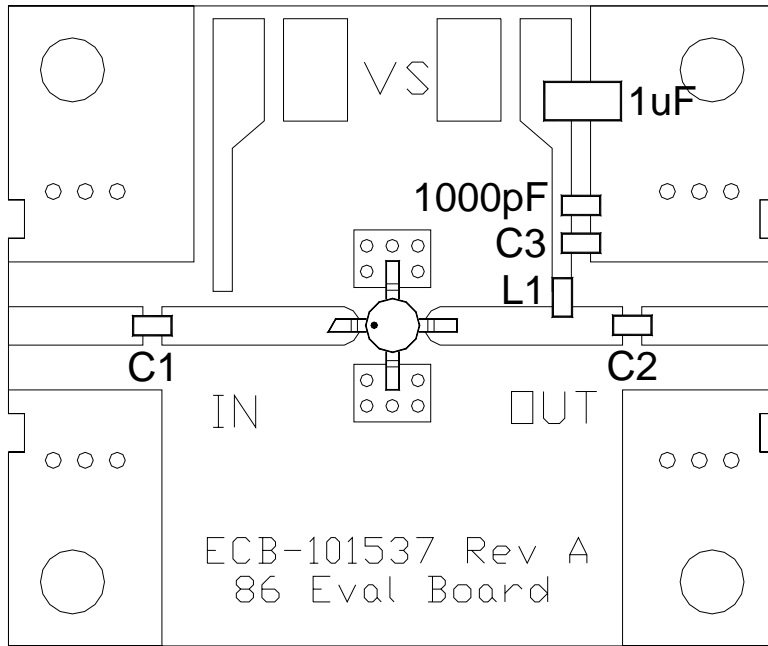 VS
1uF
1000pF
C3
L1
C1
C2
IN
OUT
ECB-101537 Rev A
86 Eval Board